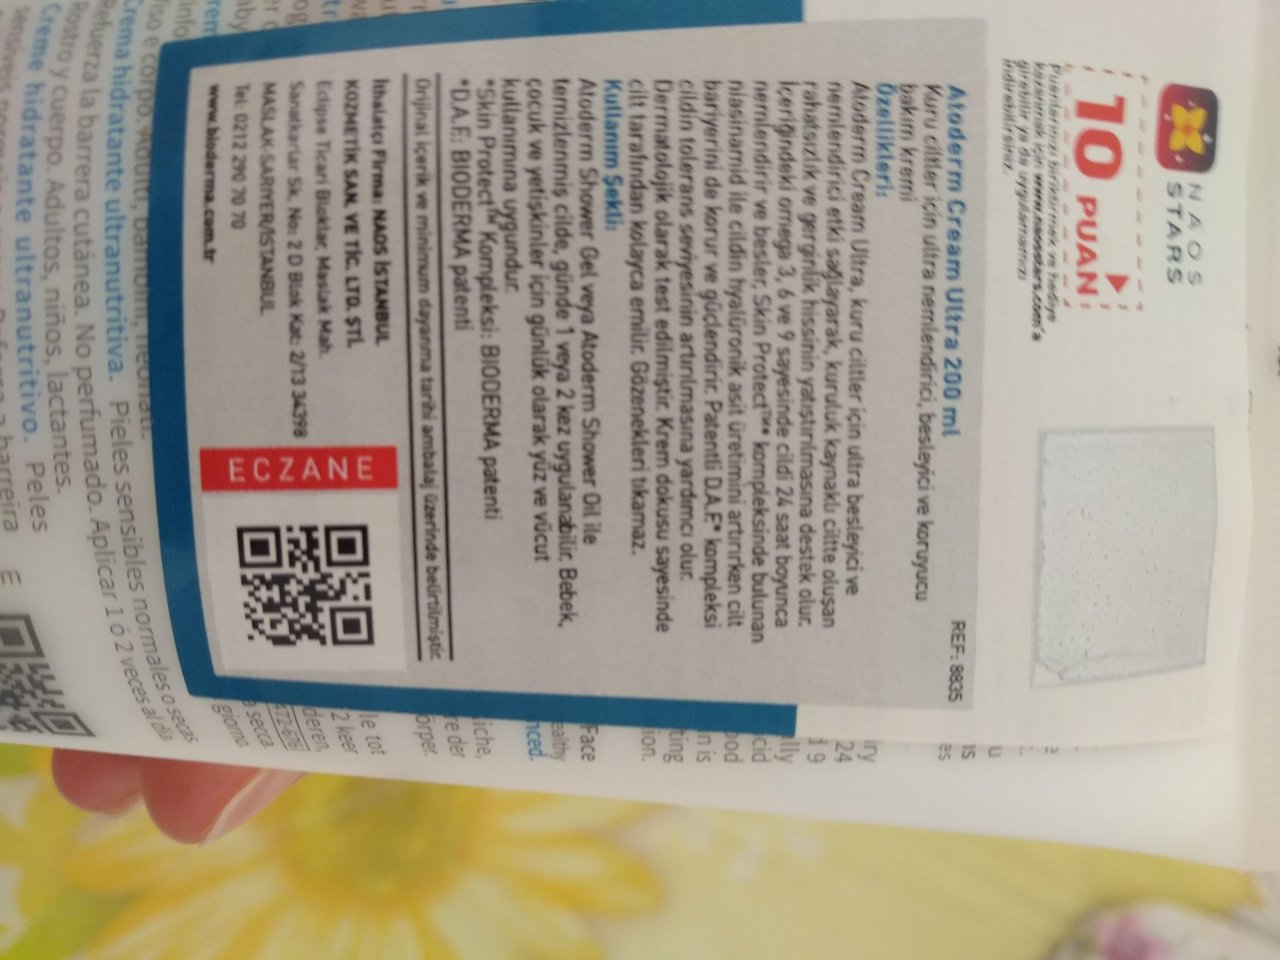 NAOS
STARS
10 PUAN!
Puanlarınızı biriktirmek ve hediye
kazanmak için www.naosstars.com'a
girebilir ya da uygulamamızı
indirebilirsiniz.
Atoderm Cream Ultra 200 ml REF: 8835
Kuru ciltler için ultra nemlendirici, besleyici ve koruyucu
bakım kremi
Özellikleri:
Atoderm Cream Ultra, kuru ciltler için ultra besleyici ve
nemlendirici etki sağlayarak, kuruluk kaynaklı ciltte oluşan
rahatsızlık ve gerginlik hissinin yatıştırılmasına destek olur.
İçeriğindeki omega 3, 6 ve 9 sayesinde cildi 24 saat boyunca
nemlendirir ve besler, Skin Protect™* kompleksinde bulunan
niasinamid ile cildin hyalüronik asit üretimini artırırken cilt
bariyerini de korur ve güçlendirir. Patentli D.A.F.* kompleksi
cildin tolerans seviyesinin artırılmasına yardımcı olur.
Dermatolojik olarak test edilmiştir. Krem dokusu sayesinde
cilt tarafından kolayca emilir. Gözenekleri tıkamaz.
Kullanım Şekli:
Atoderm Shower Gel veya Atoderm Shower Oil ile
temizlenmiş cilde, günde 1 veya 2 kez uygulanabilir. Bebek,
çocuk ve yetişkinler için günlük olarak yüz ve vücut
kullanımına uygundur.
*Skin Protect™ Kompleksi: BIODERMA patenti
*D.A.F.: BIODERMA patenti
Orijinal içerik ve minimum dayanma tarihi ambalaj üzerinde belirtilmiştir.
İthalatçı Firma: NAOS İSTANBUL
KOZMETİK SAN. VE TİC. LTD. ŞTİ.
Eclipse Ticari Bloklar, Maslak Mah.
Sanatkarlar Sk. No: 2 D Blok Kat: 2/13 34398
MASLAK-SARIYER/İSTANBUL
Tel: 0212 290 70 70
www.bioderma.com.tr
ECZANE
Crema hidratante ultranutritiva. Pieles sensibles normales o secas.
Refuerza la barrera cutánea. No perfumado. Aplicar 1 ó 2 veces al día.
Rostro y cuerpo. Adultos, niños, lactantes.
Creme hidratante ultranutritivo. Peles